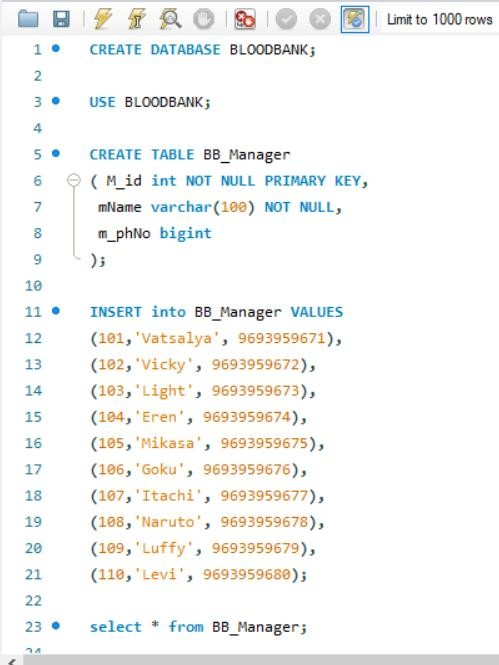 Limit to 1000 rows
1 CREATE DATABASE BLOODBANK;
2
3 USE BLOODBANK;
4
5 CREATE TABLE BB_Manager
6 ( M_id int NOT NULL PRIMARY KEY,
7 mName varchar(100) NOT NULL,
8 m_phNo bigint
9 );
10
11 INSERT into BB_Manager VALUES
12 (101,'Vatsalya', 9693959671),
13 (102,'Vicky', 9693959672),
14 (103,'Light', 9693959673),
15 (104,'Eren', 9693959674),
16 (105,'Mikasa', 9693959675),
17 (106,'Goku', 9693959676),
18 (107,'Itachi', 9693959677),
19 (108,'Naruto', 9693959678),
20 (109,'Luffy', 9693959679),
21 (110,'Levi', 9693959680);
22
23 select * from BB_Manager;
24